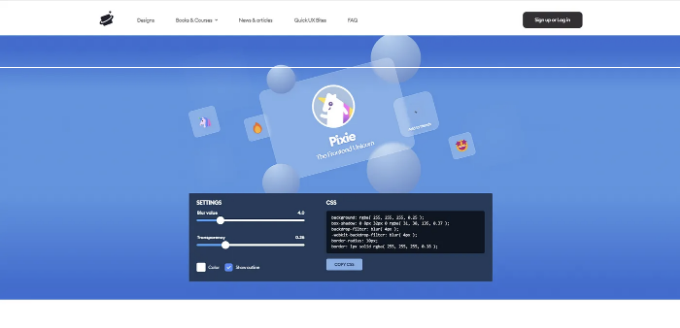 Designs
Books & Courses
News & articles
Quick UX Bites
FAQ
Sign up or Log in
Pixie
The Frontend Unicorn
SETTINGS
Blur value
4.0
Transparency
0.25
Color
Show outline
CSS
background: rgba( 255, 255, 255, 0.25 );
box-shadow: 0 8px 32px 0 rgba( 31, 38, 135, 0.37 );
backdrop-filter: blur( 4px );
-webkit-backdrop-filter: blur( 4px );
border-radius: 10px;
border: 1px solid rgba( 255, 255, 255, 0.18 );
COPY CSS